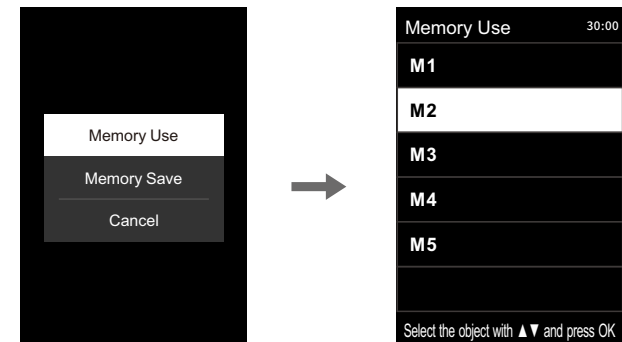 Memory Use
Memory Save
Cancel
Memory Use 30:00
M1
M2
M3
M4
M5
Select the object with ▲▼ and press OK